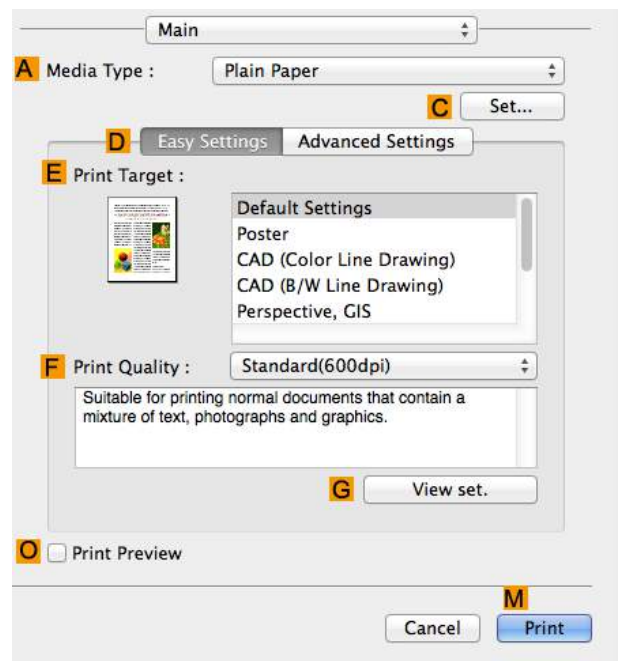 Main
A Media Type : Plain Paper
C Set...
D Easy Settings Advanced Settings
E Print Target :
Default Settings
Poster
CAD (Color Line Drawing)
CAD (B/W Line Drawing)
Perspective, GIS
F Print Quality : Standard(600dpi)
Suitable for printing normal documents that contain a
mixture of text, photographs and graphics.
G View set.
O Print Preview
M
Cancel Print